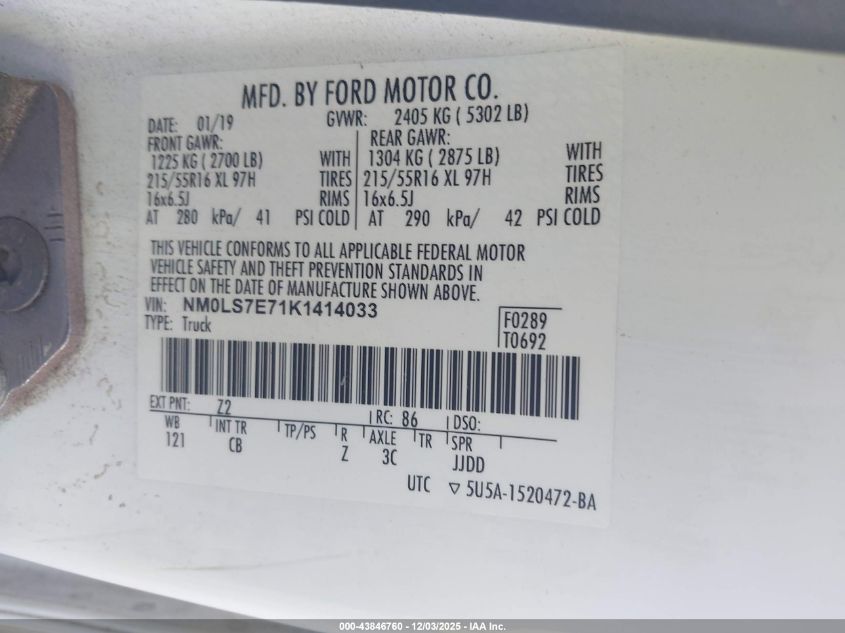 MFD. BY FORD MOTOR CO.
DATE: 01/19 GVWR: 2405 KG ( 5302 LB)
FRONT GAWR: REAR GAWR:
1225 KG ( 2700 LB) WITH 1304 KG ( 2875 LB) WITH
215/55R16 XL 97H TIRES 215/55R16 XL 97H TIRES
16x6.5J RIMS 16x6.5J RIMS
AT 280 kPa/ 41 PSI COLD AT 290 kPa/ 42 PSI COLD
THIS VEHICLE CONFORMS TO ALL APPLICABLE FEDERAL MOTOR
VEHICLE SAFETY AND THEFT PREVENTION STANDARDS IN
EFFECT ON THE DATE OF MANUFACTURE SHOWN ABOVE.
VIN: NM0LS7E71K1414033
TYPE: Truck
F0289
T0692
EXT PNT: Z2 RC: 86 DSO:
WB INT TR TP/PS R AXLE TR SPR
121 CB Z 3C JJDD
UTC ▽ 5U5A-1520472-BA
000-43846760 - 12/03/2025 - IAA Inc.